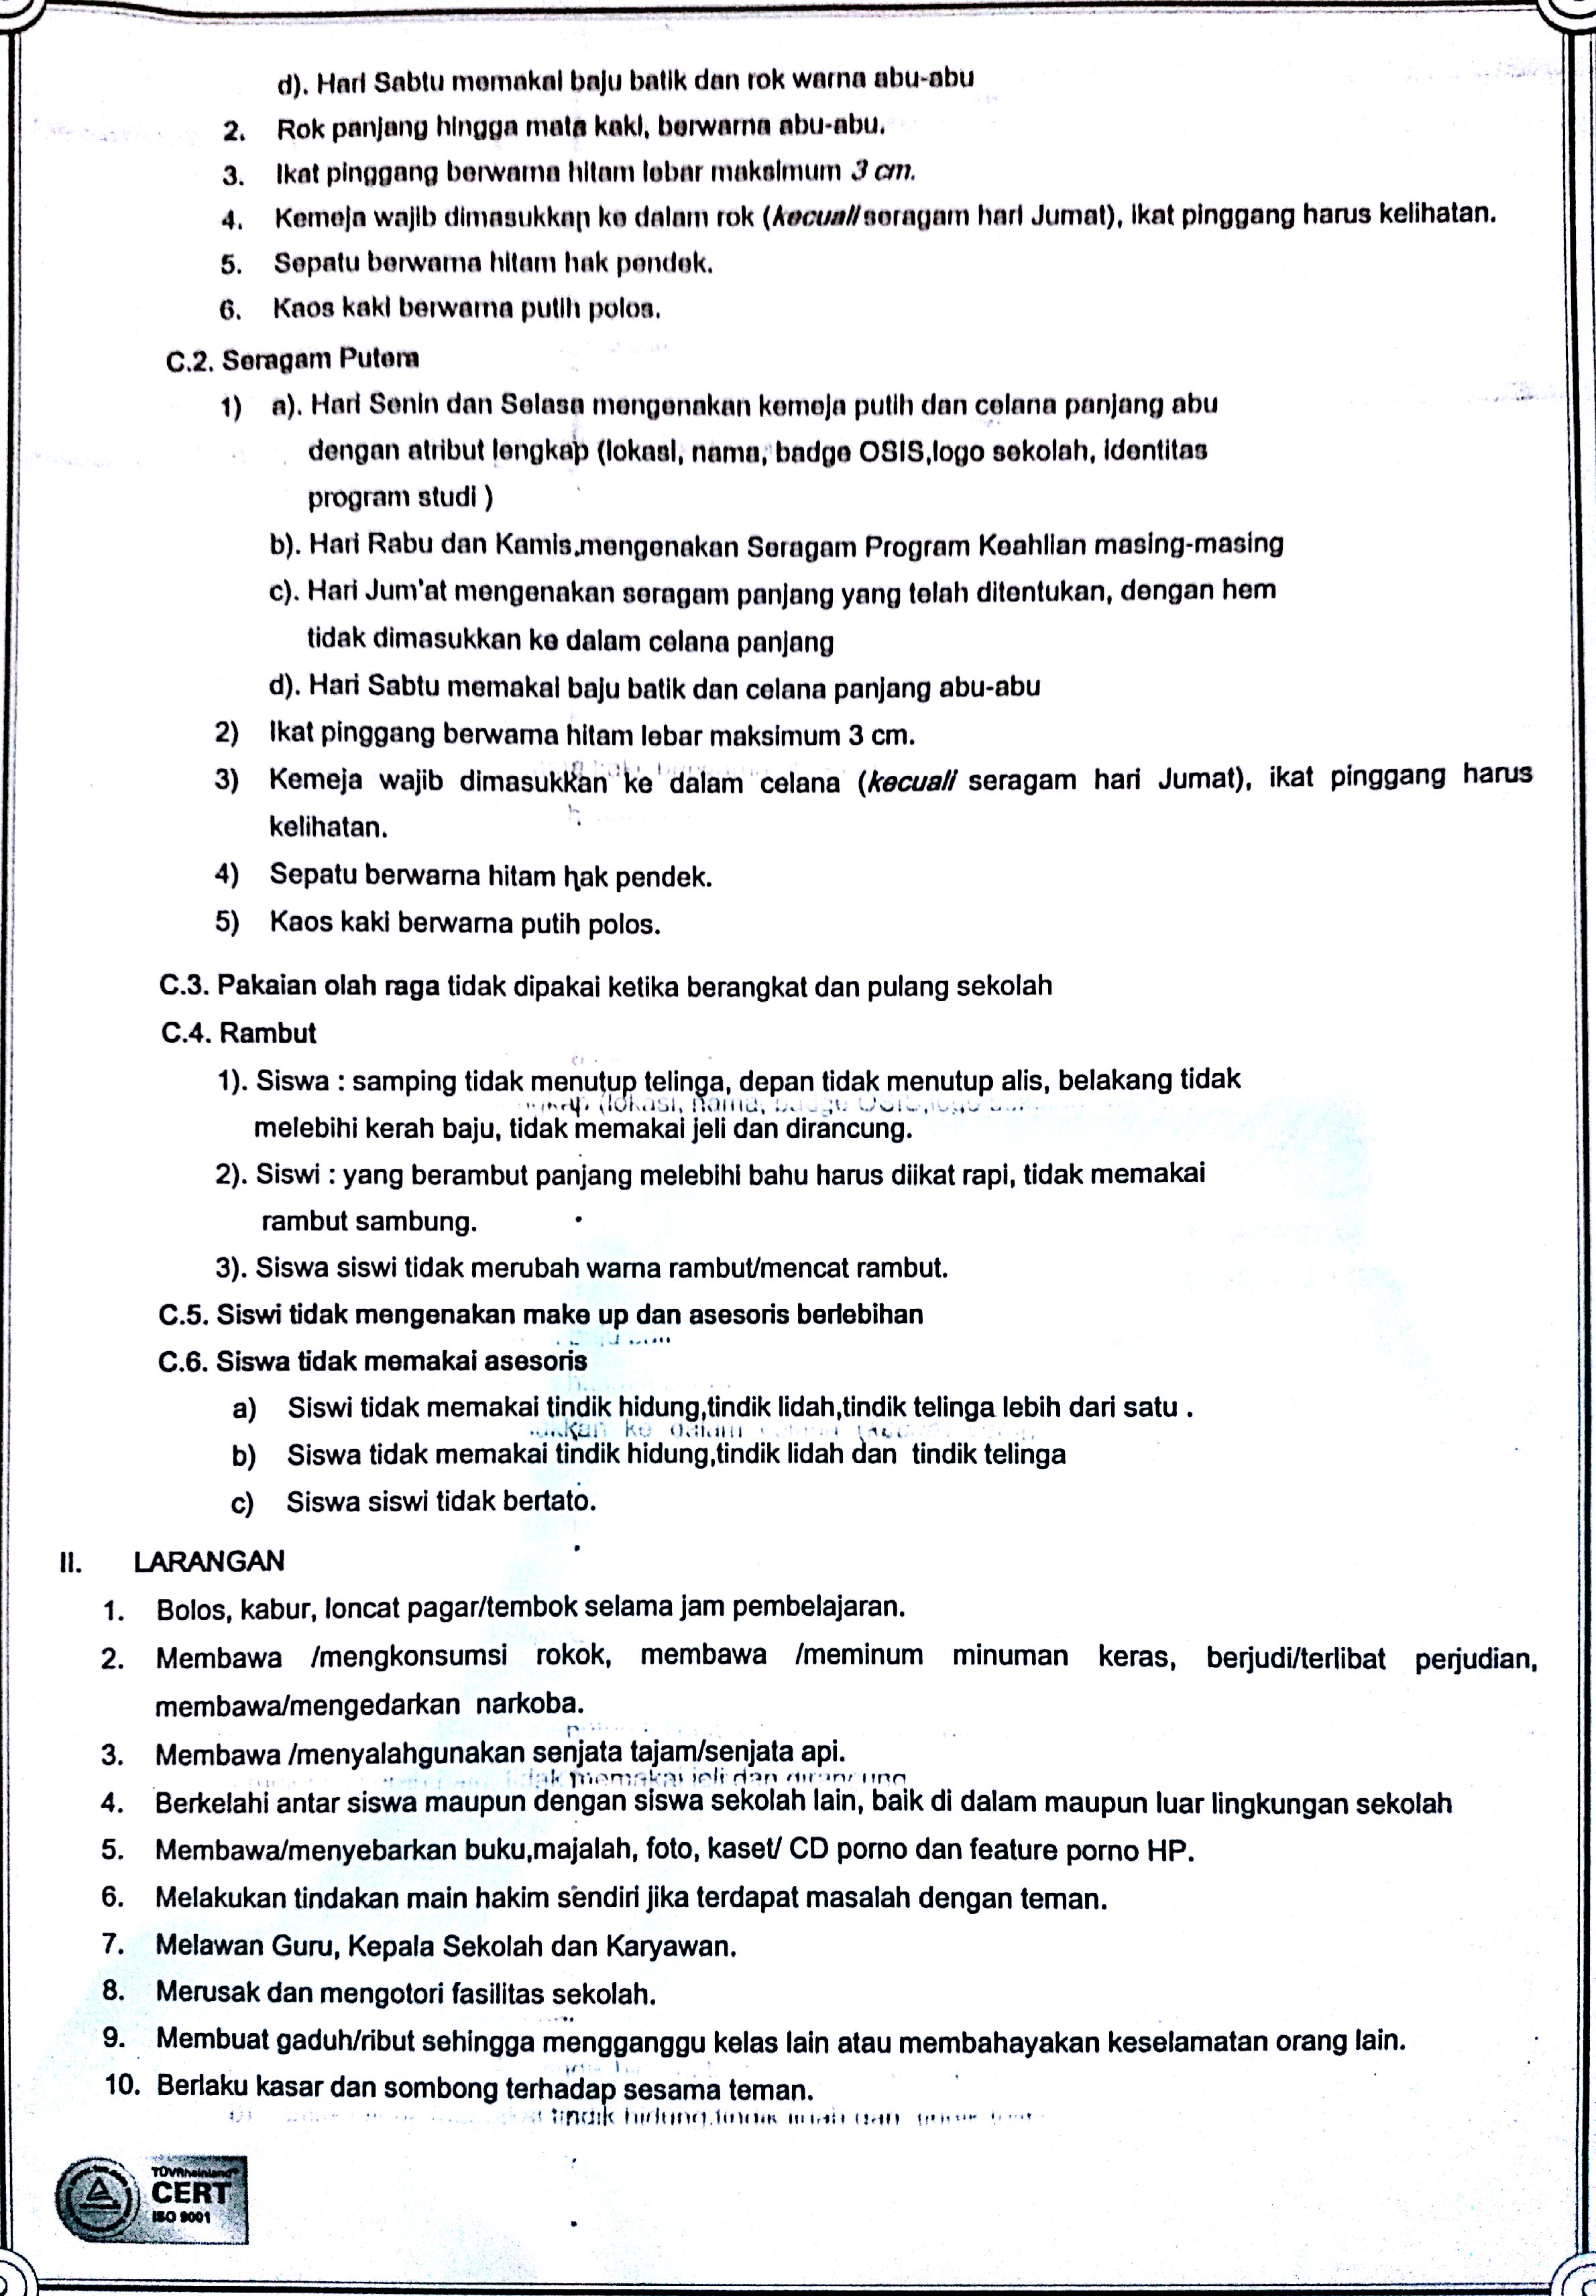 d). Hari Sabtu memakai baju batik dan rok warna abu-abu
2. Rok panjang hingga mata kaki, berwarna abu-abu.
3. Ikat pinggang berwarna hitam lebar maksimum 3 cm.
4. Kemeja wajib dimasukkan ke dalam rok (kecuali seragam hari Jumat), ikat pinggang harus kelihatan.
5. Sepatu berwarna hitam hak pendek.
6. Kaos kaki berwarna putih polos.
C.2. Seragam Putera
1) a). Hari Senin dan Selasa mengenakan kemeja putih dan celana panjang abu
dengan atribut lengkap (lokasi, nama, badge OSIS,logo sekolah, identitas
program studi )
b). Hari Rabu dan Kamis,mengenakan Seragam Program Keahlian masing-masing
c). Hari Jum'at mengenakan seragam panjang yang telah ditentukan, dengan hem
tidak dimasukkan ke dalam celana panjang
d). Hari Sabtu memakai baju batik dan celana panjang abu-abu
2) Ikat pinggang berwarna hitam lebar maksimum 3 cm.
3) Kemeja wajib dimasukkan ke dalam celana (kecuali seragam hari Jumat), ikat pinggang harus
kelihatan.
4) Sepatu berwarna hitam hak pendek.
5) Kaos kaki berwarna putih polos.
C.3. Pakaian olah raga tidak dipakai ketika berangkat dan pulang sekolah
C.4. Rambut
1). Siswa : samping tidak menutup telinga, depan tidak menutup alis, belakang tidak
melebihi kerah baju, tidak memakai jeli dan dirancung.
2). Siswi : yang berambut panjang melebihi bahu harus diikat rapi, tidak memakai
rambut sambung.
3). Siswa siswi tidak merubah warna rambut/mencat rambut.
C.5. Siswi tidak mengenakan make up dan asesoris berlebihan
C.6. Siswa tidak memakai asesoris
a) Siswi tidak memakai tindik hidung,tindik lidah,tindik telinga lebih dari satu .
b) Siswa tidak memakai tindik hidung,tindik lidah dan tindik telinga
c) Siswa siswi tidak bertato.
II. LARANGAN
1. Bolos, kabur, loncat pagar/tembok selama jam pembelajaran.
2. Membawa /mengkonsumsi rokok, membawa /meminum minuman keras, berjudi/terlibat perjudian,
membawa/mengedarkan narkoba.
3. Membawa /menyalahgunakan senjata tajam/senjata api.
4. Berkelahi antar siswa maupun dengan siswa sekolah lain, baik di dalam maupun luar lingkungan sekolah
5. Membawa/menyebarkan buku,majalah, foto, kaset/ CD porno dan feature porno HP.
6. Melakukan tindakan main hakim sendiri jika terdapat masalah dengan teman.
7. Melawan Guru, Kepala Sekolah dan Karyawan.
8. Merusak dan mengotori fasilitas sekolah.
9. Membuat gaduh/ribut sehingga mengganggu kelas lain atau membahayakan keselamatan orang lain.
10. Berlaku kasar dan sombong terhadap sesama teman.
TÜVRheinland
CERT
ISO 9001